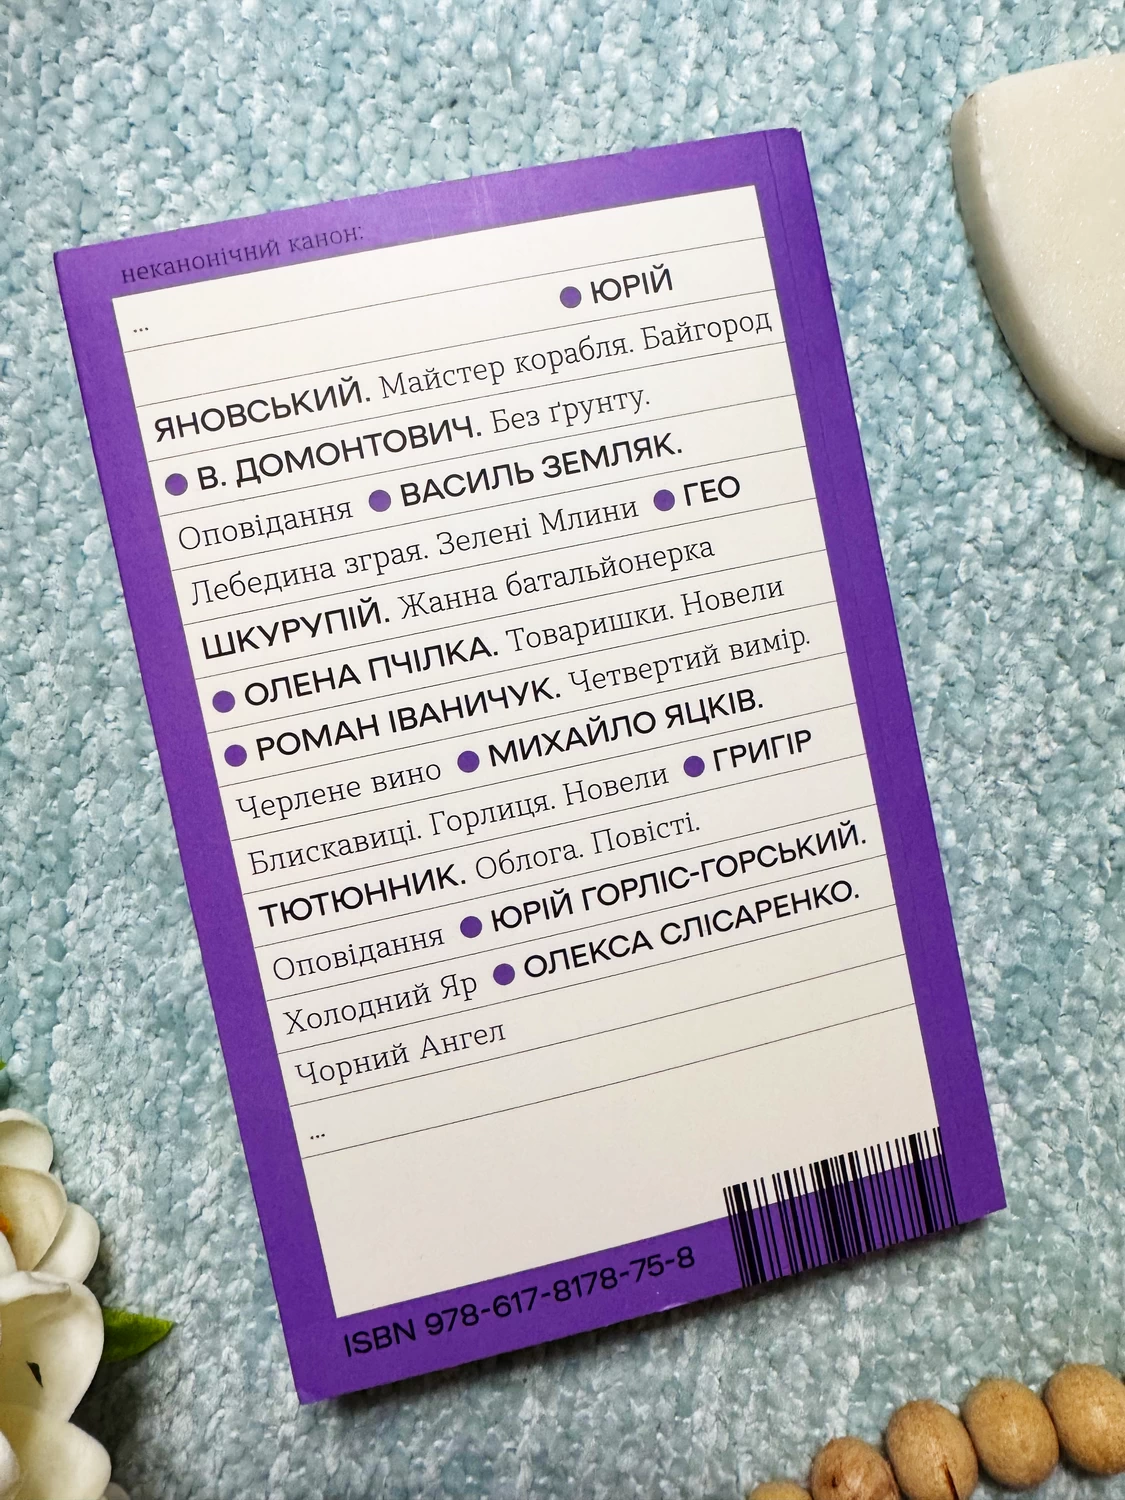 неканонічний канон:
...
● ЮРІЙ
ЯНОВСЬКИЙ. Майстер корабля. Байгород
● В. ДОМОНТОВИЧ. Без ґрунту.
Оповідання ● ВАСИЛЬ ЗЕМЛЯК.
Лебедина зграя. Зелені Млини ● ГЕО
ШКУРУПІЙ. Жанна батальйонерка
● ОЛЕНА ПЧІЛКА. Товаришки. Новели
● РОМАН ІВАНИЧУК. Четвертий вимір.
Черлене вино ● МИХАЙЛО ЯЦКІВ.
Блискавиці. Горлиця. Новели ● ГРИГІР
ТЮТЮННИК. Облога. Повісті.
Оповідання ● ЮРІЙ ГОРЛІС-ГОРСЬКИЙ.
Холодний Яр ● ОЛЕКСА СЛІСАРЕНКО.
Чорний Ангел
...
ISBN 978-617-8178-75-8